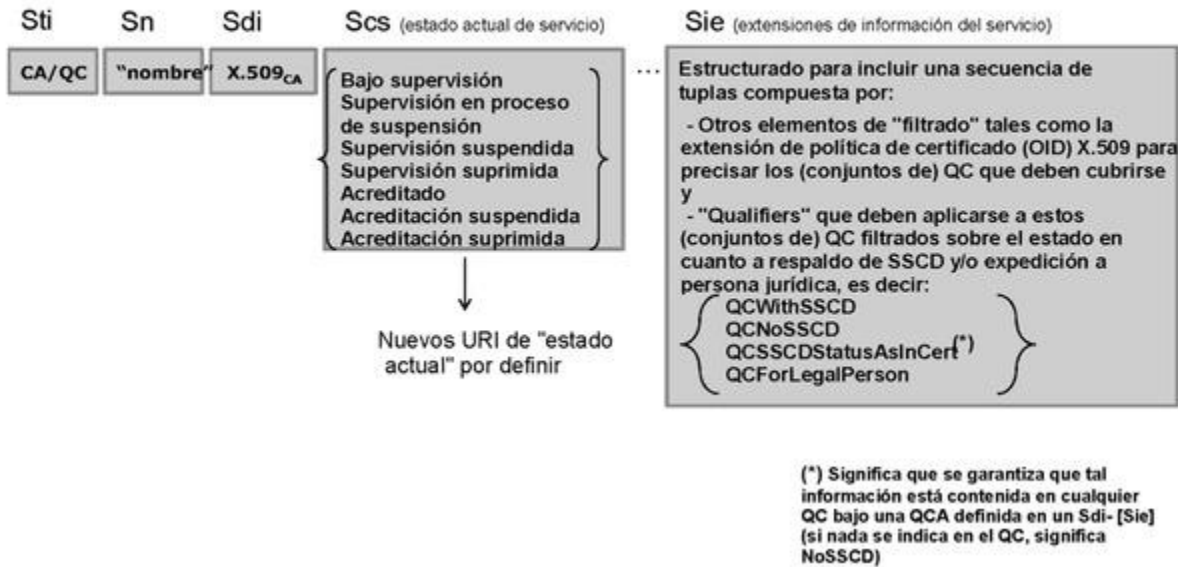 Sti Sn Sdi Scs (estado actual de servicio) Sie (extensiones de información del servicio)
CA/QC "nombre" X.509CA
Bajo supervisión
Supervisión en proceso
de suspensión
Supervisión suspendida
Supervisión suprimida
Acreditado
Acreditación suspendida
Acreditación suprimida
Nuevos URI de "estado
actual" por definir
...
Estructurado para incluir una secuencia de
tuplas compuesta por:
- Otros elementos de "filtrado" tales como la
extensión de política de certificado (OID) X.509 para
precisar los (conjuntos de) QC que deben cubrirse
y
- "Qualifiers" que deben aplicarse a estos
(conjuntos de) QC filtrados sobre el estado en
cuanto a respaldo de SSCD y/o expedición a
persona jurídica, es decir:
QCWithSSCD
QCNoSSCD
QCSSCDStatusAsInCert (*)
QCForLegalPerson
(*) Significa que se garantiza que tal
información está contenida en cualquier
QC bajo una QCA definida en un Sdi- [Sie]
(si nada se indica en el QC, significa
NoSSCD)